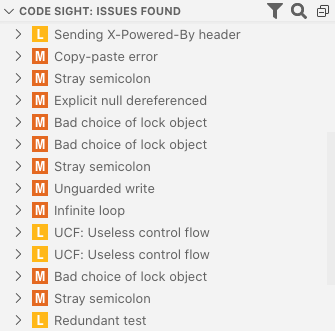 CODE SIGHT: ISSUES FOUND
L Sending X-Powered-By header
M Copy-paste error
M Stray semicolon
M Explicit null dereferenced
M Bad choice of lock object
M Bad choice of lock object
M Stray semicolon
M Unguarded write
M Infinite loop
L UCF: Useless control flow
L UCF: Useless control flow
M Bad choice of lock object
M Stray semicolon
L Redundant test